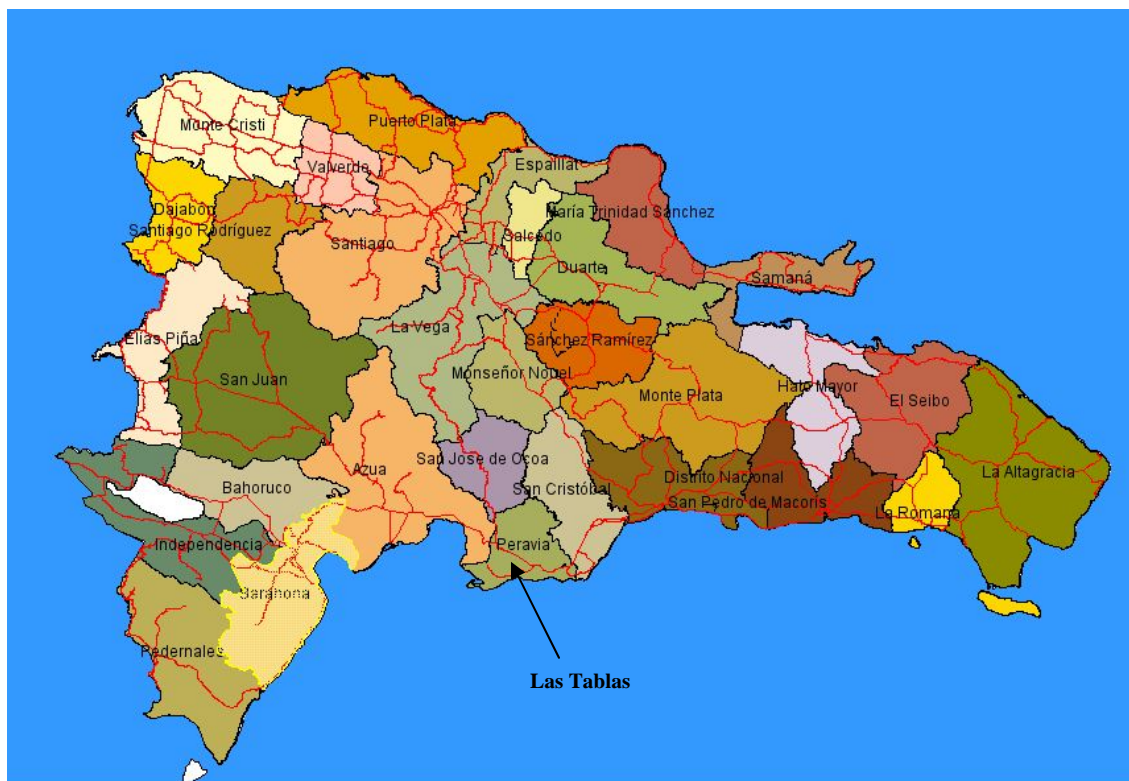 Monte Cristi
Puerto Plata
Valverde
Espaillat
Dajabón
María Trinidad Sánchez
Santiago Rodríguez
Santiago
Salcedo
Duarte
Samaná
Elías Piña
La Vega
Sánchez Ramírez
San Juan
Monseñor Nouel
Monte Plata
Hato Mayor
El Seibo
San Jose de Ocoa
Azua
Distrito Nacional
La Altagracia
Bahoruco
San Cristóbal
San Pedro de Macoris
La Romana
Independencia
Peravia
Barahona
Pedernales
Las Tablas